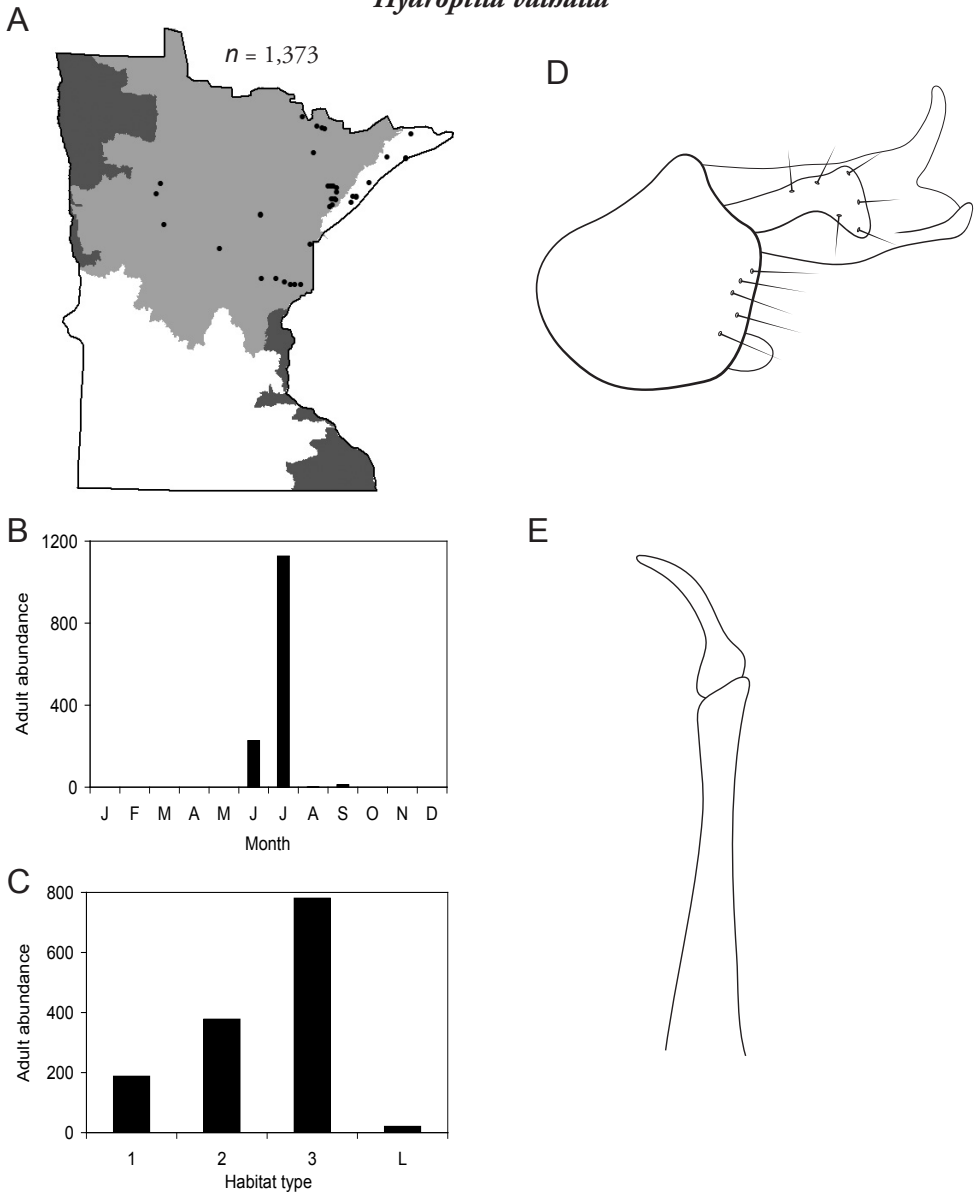 Hydroptila valhalla
A
n = 1,373
D
B
1200
800
400
0
Adult abundance
J F M A M J J A S O N D
Month
E
C
800
600
400
200
0
Adult abundance
1 2 3 L
Habitat type